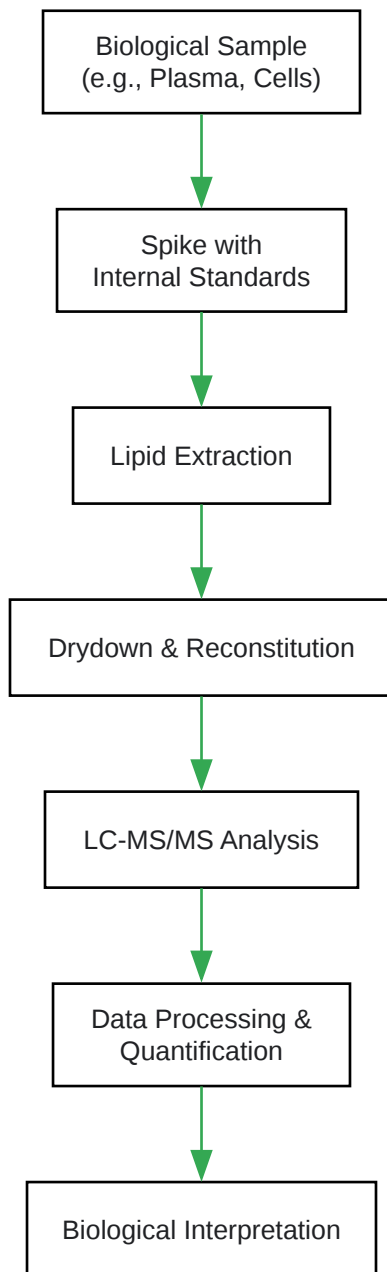 Biological Sample
(e.g., Plasma, Cells)
Spike with
Internal Standards
Lipid Extraction
Drydown & Reconstitution
LC-MS/MS Analysis
Data Processing &
Quantification
Biological Interpretation